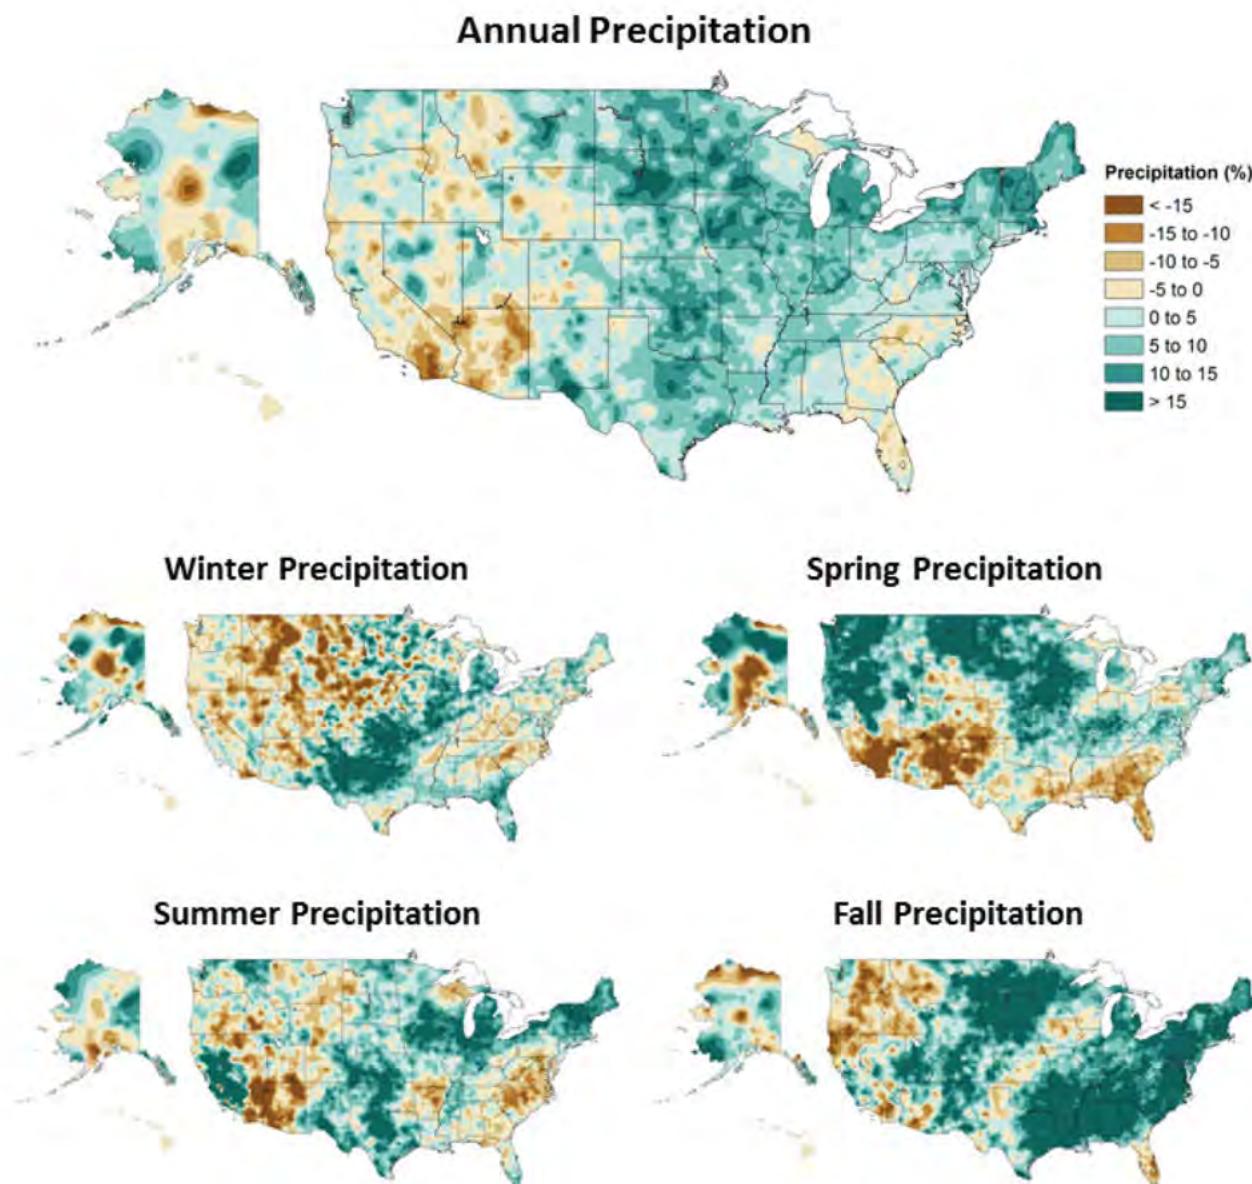 Annual Precipitation
Precipitation (%)
< -15
-15 to -10
-10 to -5
-5 to 0
0 to 5
5 to 10
10 to 15
> 15
Winter Precipitation
Spring Precipitation
Summer Precipitation
Fall Precipitation